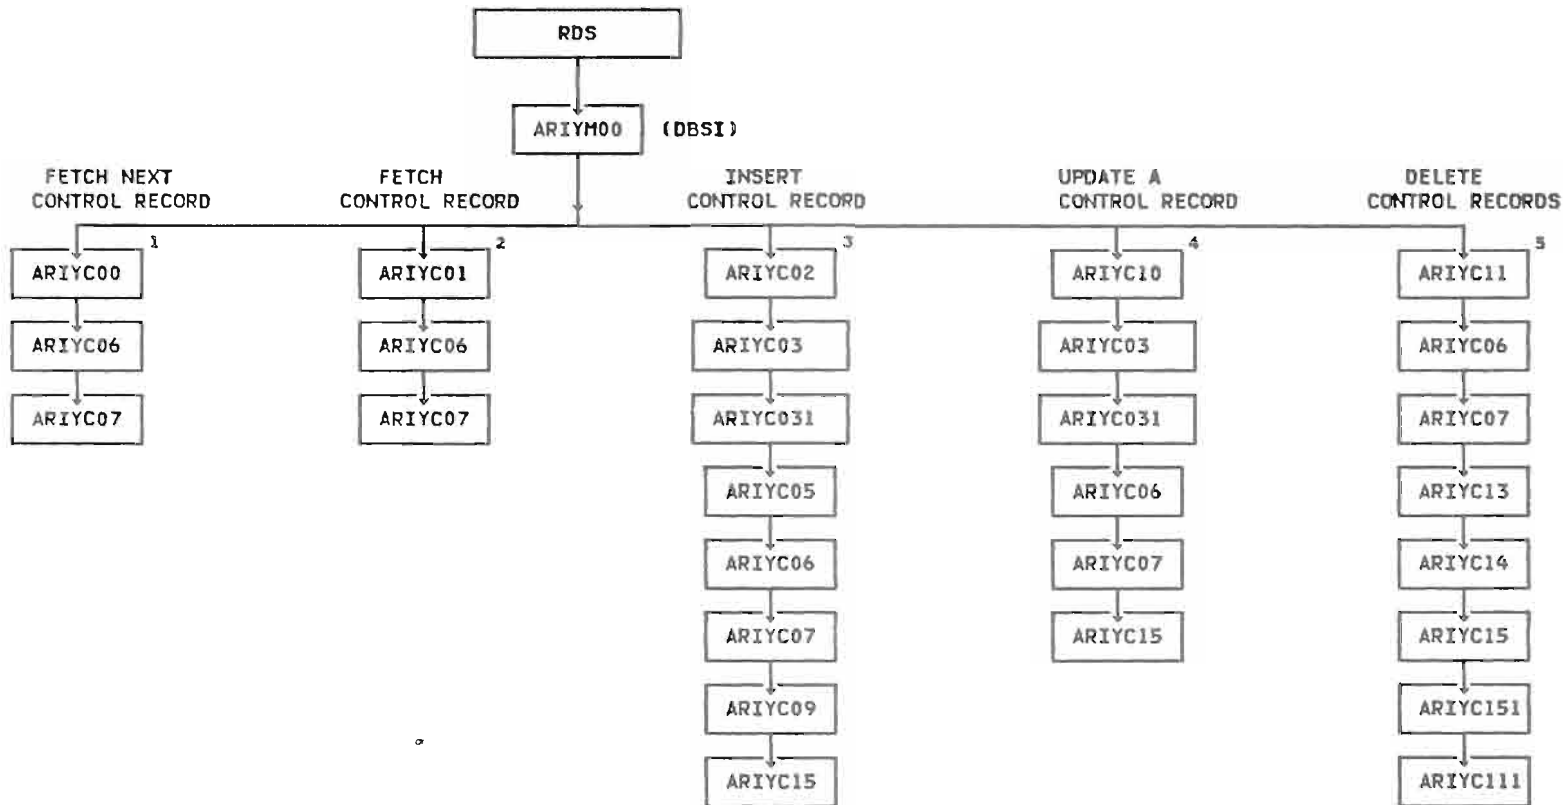 RDS
ARIYM00 (DBSI)
FETCH NEXT
CONTROL RECORD
FETCH
CONTROL RECORD
INSERT
CONTROL RECORD
UPDATE A
CONTROL RECORD
DELETE
CONTROL RECORDS
1
2
3
4
5
ARIYC00
ARIYC06
ARIYC07
ARIYC01
ARIYC06
ARIYC07
ARIYC02
ARIYC03
ARIYC031
ARIYC05
ARIYC06
ARIYC07
ARIYC09
ARIYC15
ARIYC10
ARIYC03
ARIYC031
ARIYC06
ARIYC07
ARIYC15
ARIYC11
ARIYC06
ARIYC07
ARIYC13
ARIYC14
ARIYC15
ARIYC151
ARIYC111